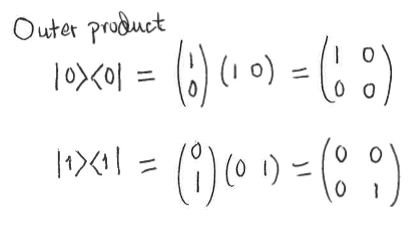 Outer product
|0><0| = (1 0) (1 0) = (1 0 0 0)
|1><1| = (0 1) (0 1) = (0 0 0 1)